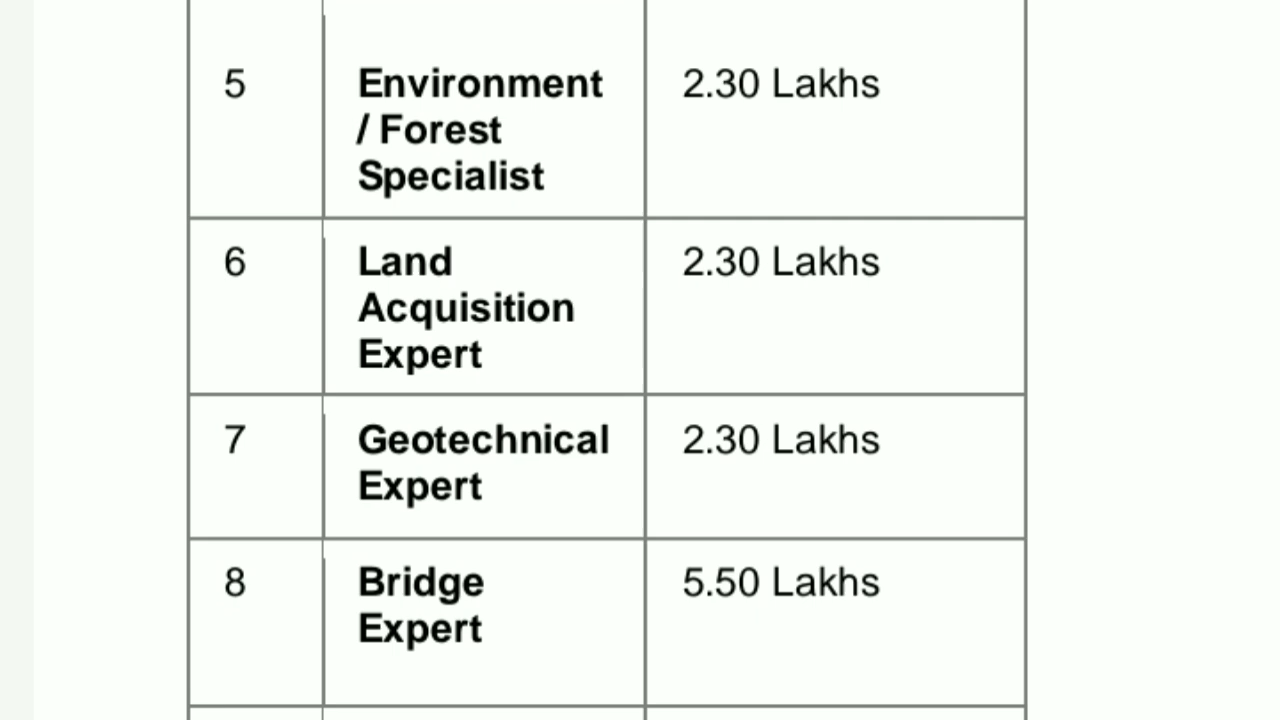 5 Environment 2.30 Lakhs
/ Forest
Specialist
6 Land 2.30 Lakhs
Acquisition
Expert
7 Geotechnical 2.30 Lakhs
Expert
8 Bridge 5.50 Lakhs
Expert